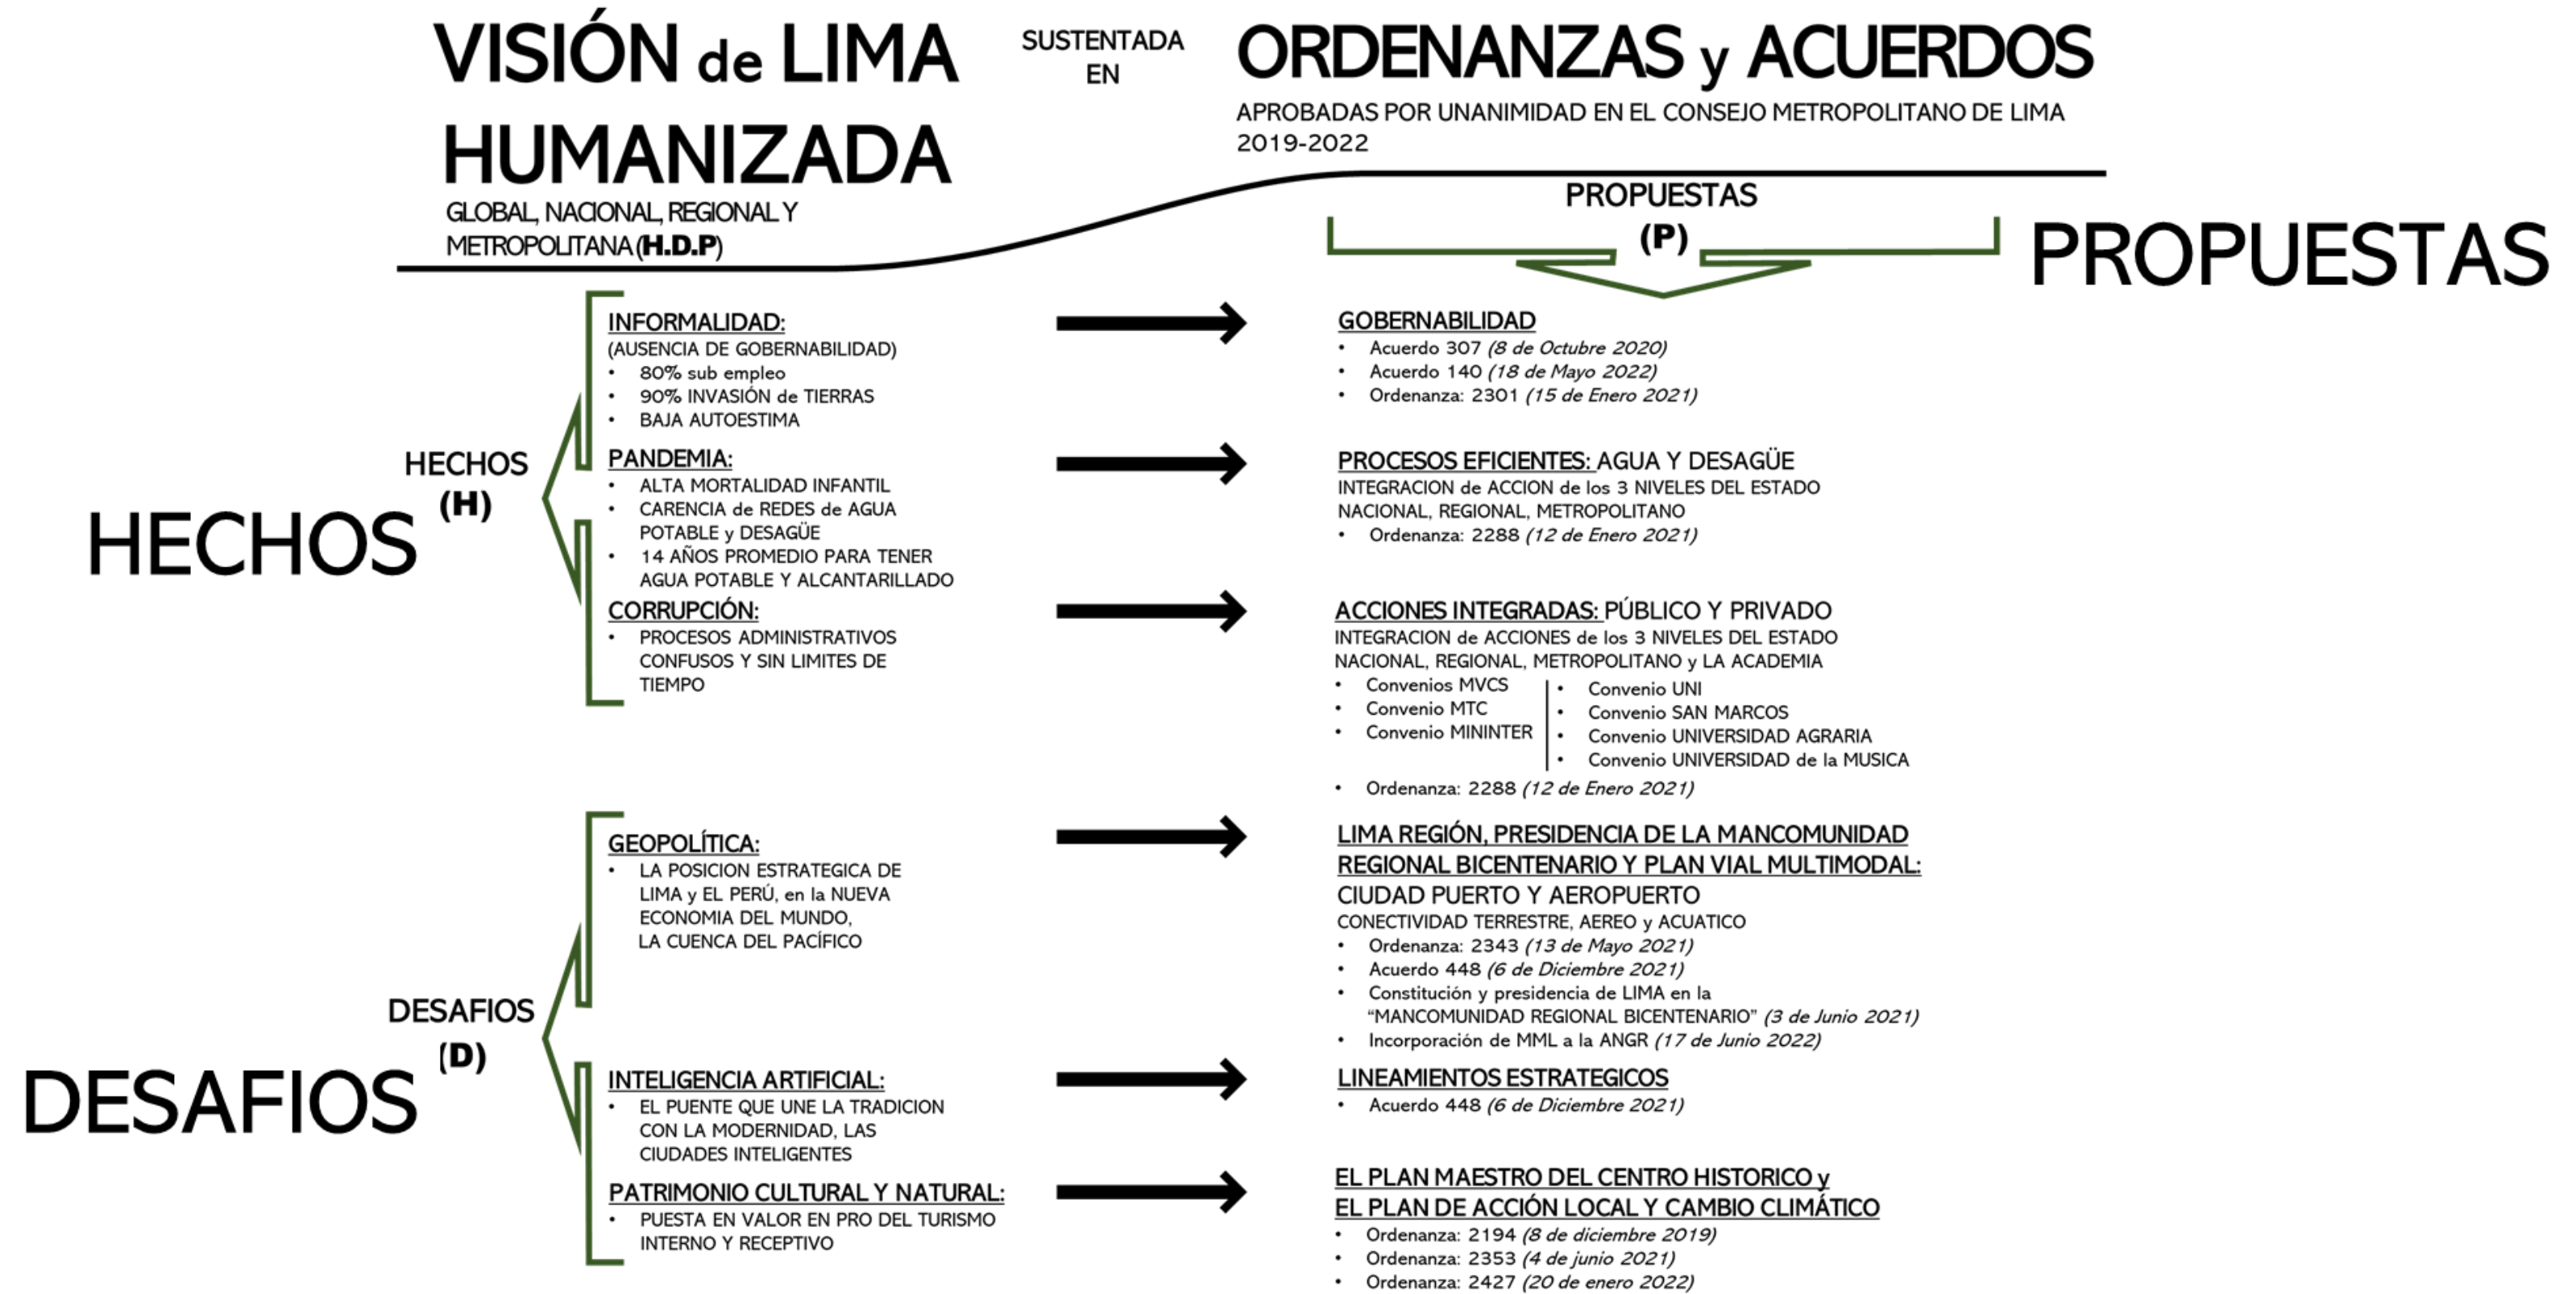 VISIÓN de LIMA
HUMANIZADA
GLOBAL, NACIONAL, REGIONAL Y
METROPOLITANA (H.D.P)
SUSTENTADA
EN
ORDENANZAS y ACUERDOS
APROBADAS POR UNANIMIDAD EN EL CONSEJO METROPOLITANO DE LIMA
2019-2022
PROPUESTAS
(P)
PROPUESTAS
HECHOS
HECHOS
(H)
INFORMALIDAD:
(AUSENCIA DE GOBERNABILIDAD)
• 80% sub empleo
• 90% INVASIÓN de TIERRAS
• BAJA AUTOESTIMA
GOBERNABILIDAD
• Acuerdo 307 (8 de Octubre 2020)
• Acuerdo 140 (18 de Mayo 2022)
• Ordenanza: 2301 (15 de Enero 2021)
PANDEMIA:
• ALTA MORTALIDAD INFANTIL
• CARENCIA de REDES de AGUA
POTABLE y DESAGÜE
• 14 AÑOS PROMEDIO PARA TENER
AGUA POTABLE Y ALCANTARILLADO
PROCESOS EFICIENTES: AGUA Y DESAGÜE
INTEGRACION de ACCION de los 3 NIVELES DEL ESTADO
NACIONAL, REGIONAL, METROPOLITANO
• Ordenanza: 2288 (12 de Enero 2021)
CORRUPCIÓN:
• PROCESOS ADMINISTRATIVOS
CONFUSOS Y SIN LIMITES DE
TIEMPO
ACCIONES INTEGRADAS: PÚBLICO Y PRIVADO
INTEGRACION de ACCIONES de los 3 NIVELES DEL ESTADO
NACIONAL, REGIONAL, METROPOLITANO y LA ACADEMIA
• Convenios MVCS
• Convenio MTC
• Convenio MININTER
• Convenio UNI
• Convenio SAN MARCOS
• Convenio UNIVERSIDAD AGRARIA
• Convenio UNIVERSIDAD de la MUSICA
• Ordenanza: 2288 (12 de Enero 2021)
DESAFIOS
DESAFIOS
(D)
GEOPOLÍTICA:
• LA POSICION ESTRATEGICA DE
LIMA y EL PERÚ, en la NUEVA
ECONOMIA DEL MUNDO,
LA CUENCA DEL PACÍFICO
LIMA REGIÓN, PRESIDENCIA DE LA MANCOMUNIDAD
REGIONAL BICENTENARIO Y PLAN VIAL MULTIMODAL:
CIUDAD PUERTO Y AEROPUERTO
CONECTIVIDAD TERRESTRE, AEREO y ACUATICO
• Ordenanza: 2343 (13 de Mayo 2021)
• Acuerdo 448 (6 de Diciembre 2021)
• Constitución y presidencia de LIMA en la
“MANCOMUNIDAD REGIONAL BICENTENARIO” (3 de Junio 2021)
• Incorporación de MML a la ANGR (17 de Junio 2022)
INTELIGENCIA ARTIFICIAL:
• EL PUENTE QUE UNE LA TRADICION
CON LA MODERNIDAD, LAS
CIUDADES INTELIGENTES
LINEAMIENTOS ESTRATEGICOS
• Acuerdo 448 (6 de Diciembre 2021)
PATRIMONIO CULTURAL Y NATURAL:
• PUESTA EN VALOR EN PRO DEL TURISMO
INTERNO Y RECEPTIVO
EL PLAN MAESTRO DEL CENTRO HISTORICO y
EL PLAN DE ACCIÓN LOCAL Y CAMBIO CLIMÁTICO
• Ordenanza: 2194 (8 de diciembre 2019)
• Ordenanza: 2353 (4 de junio 2021)
• Ordenanza: 2427 (20 de enero 2022)